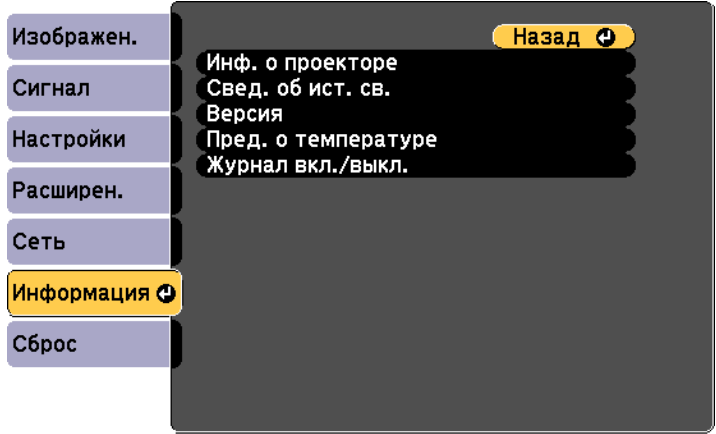 Изображен.
Сигнал
Настройки
Расширен.
Сеть
Информация
Сброс
Назад
Инф. о проекторе
Свед. об ист. св.
Версия
Пред. о температуре
Журнал вкл./выкл.